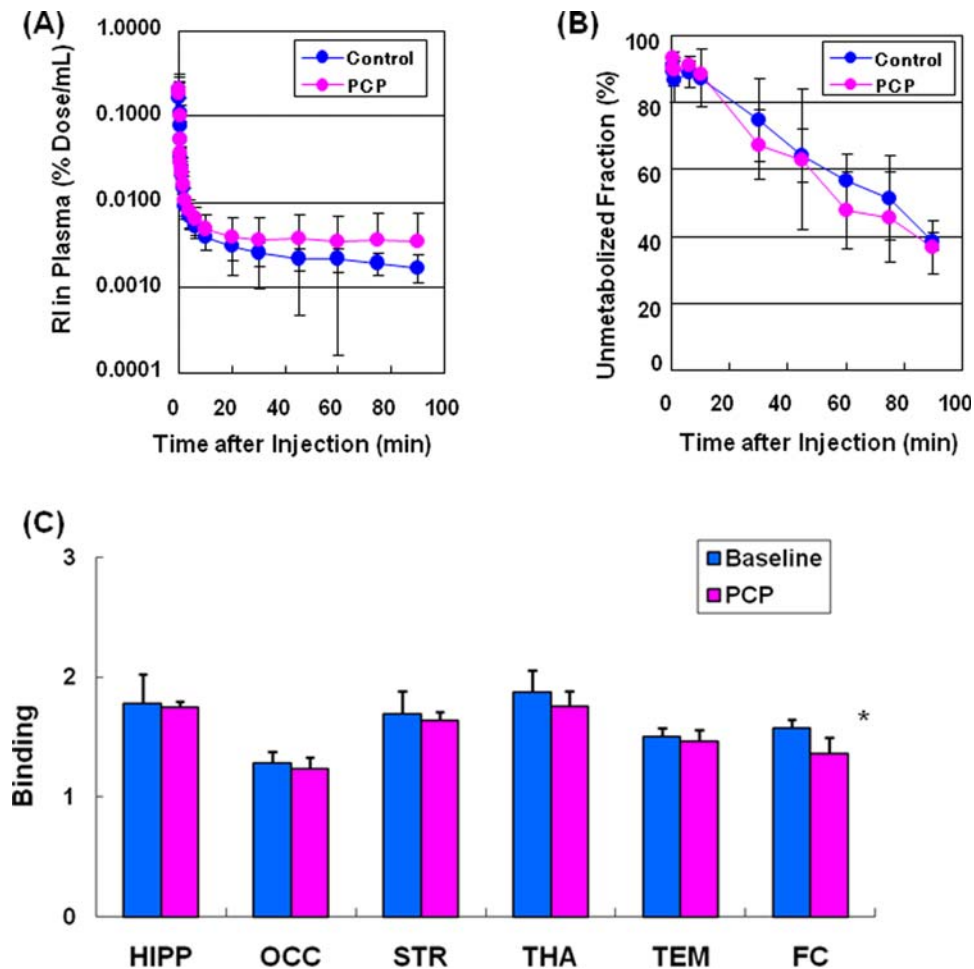 (A)
1.0000
0.1000
0.0100
0.0010
0.0001
RI in Plasma (% Dose/mL)
Control
PCP
0 20 40 60 80 100
Time after Injection (min)
(B)
100
80
60
40
20
0
Unmetabolized Fraction (%)
Control
PCP
0 20 40 60 80 100
Time after Injection (min)
(C)
3
2
1
0
Binding
Baseline
PCP
*
HIPP OCC STR THA TEM FC